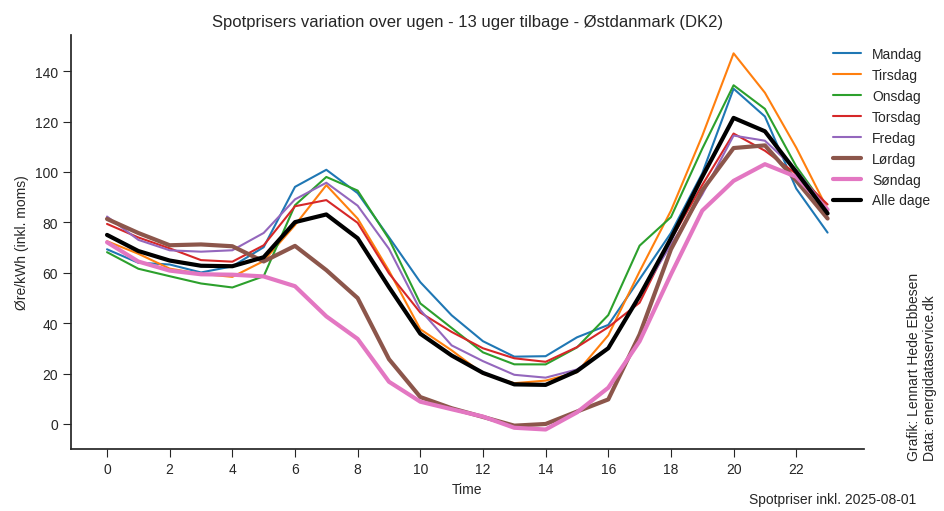 Spotprisers variation over ugen - 13 uger tilbage - Østdanmark (DK2)
Øre/kWh (inkl. moms)
140
120
100
80
60
40
20
0
0 2 4 6 8 10 12 14 16 18 20 22
Time
Mandag
Tirsdag
Onsdag
Torsdag
Fredag
Lørdag
Søndag
Alle dage
Grafik: Lennart Hede Ebbesen
Data: energidataservice.dk
Spotpriser inkl. 2025-08-01